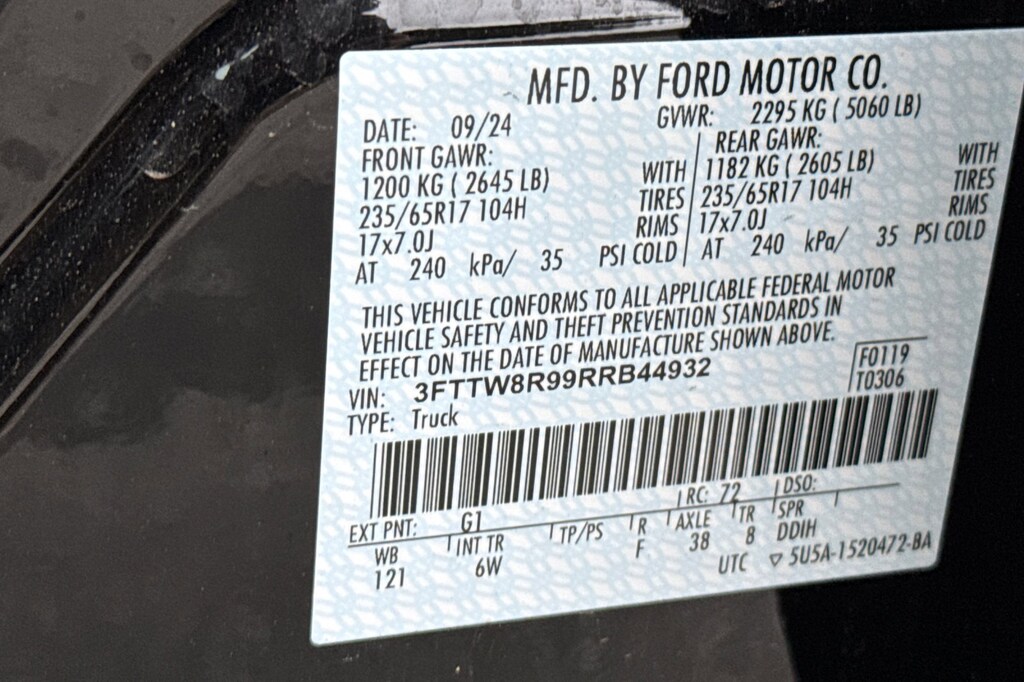 MFD. BY FORD MOTOR CO.
DATE: 09/24 GVWR: 2295 KG ( 5060 LB)
FRONT GAWR: REAR GAWR:
1200 KG ( 2645 LB) WITH 1182 KG ( 2605 LB) WITH
235/65R17 104H TIRES 235/65R17 104H TIRES
17x7.0J RIMS 17x7.0J RIMS
AT 240 kPa/ 35 PSI COLD AT 240 kPa/ 35 PSI COLD
THIS VEHICLE CONFORMS TO ALL APPLICABLE FEDERAL MOTOR
VEHICLE SAFETY AND THEFT PREVENTION STANDARDS IN
EFFECT ON THE DATE OF MANUFACTURE SHOWN ABOVE.
VIN: 3FTTW8R99RRB44932 F0119
TYPE: Truck T0306
EXT PNT: G1 RC: 72 DSO:
WB INT TR TP/PS R AXLE TR SPR
121 6W F 38 8 DDIH
UTC ▽ 5U5A-1520472-BA